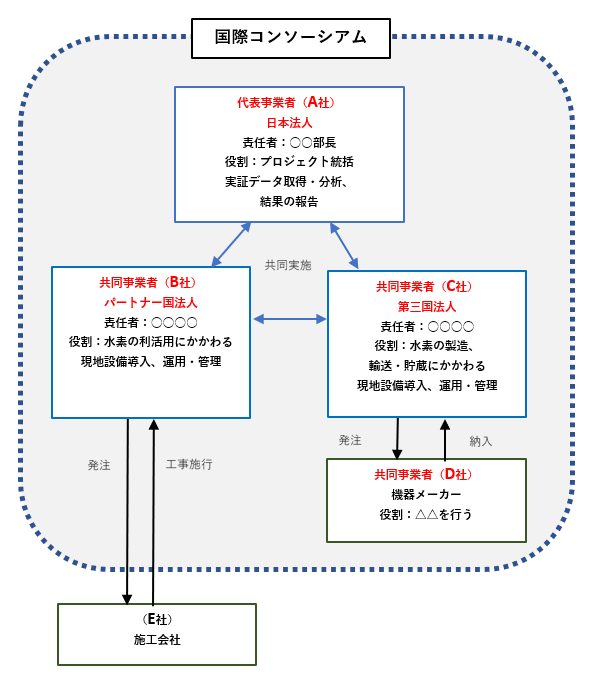 国際コンソーシアム
代表事業者（A社）
日本法人
責任者：〇〇部長
役割：プロジェクト統括
実証データ取得・分析、
結果の報告
共同実施
共同事業者（B社）
パートナー国法人
責任者：〇〇〇〇
役割：水素の利活用にかかわる
現地設備導入、運用・管理
共同事業者（C社）
第三国法人
責任者：〇〇〇〇
役割：水素の製造、
輸送・貯蔵にかかわる
現地設備導入、運用・管理
発注
工事施行
発注
納入
共同事業者（D社）
機器メーカー
役割：△△を行う
（E社）
施工会社